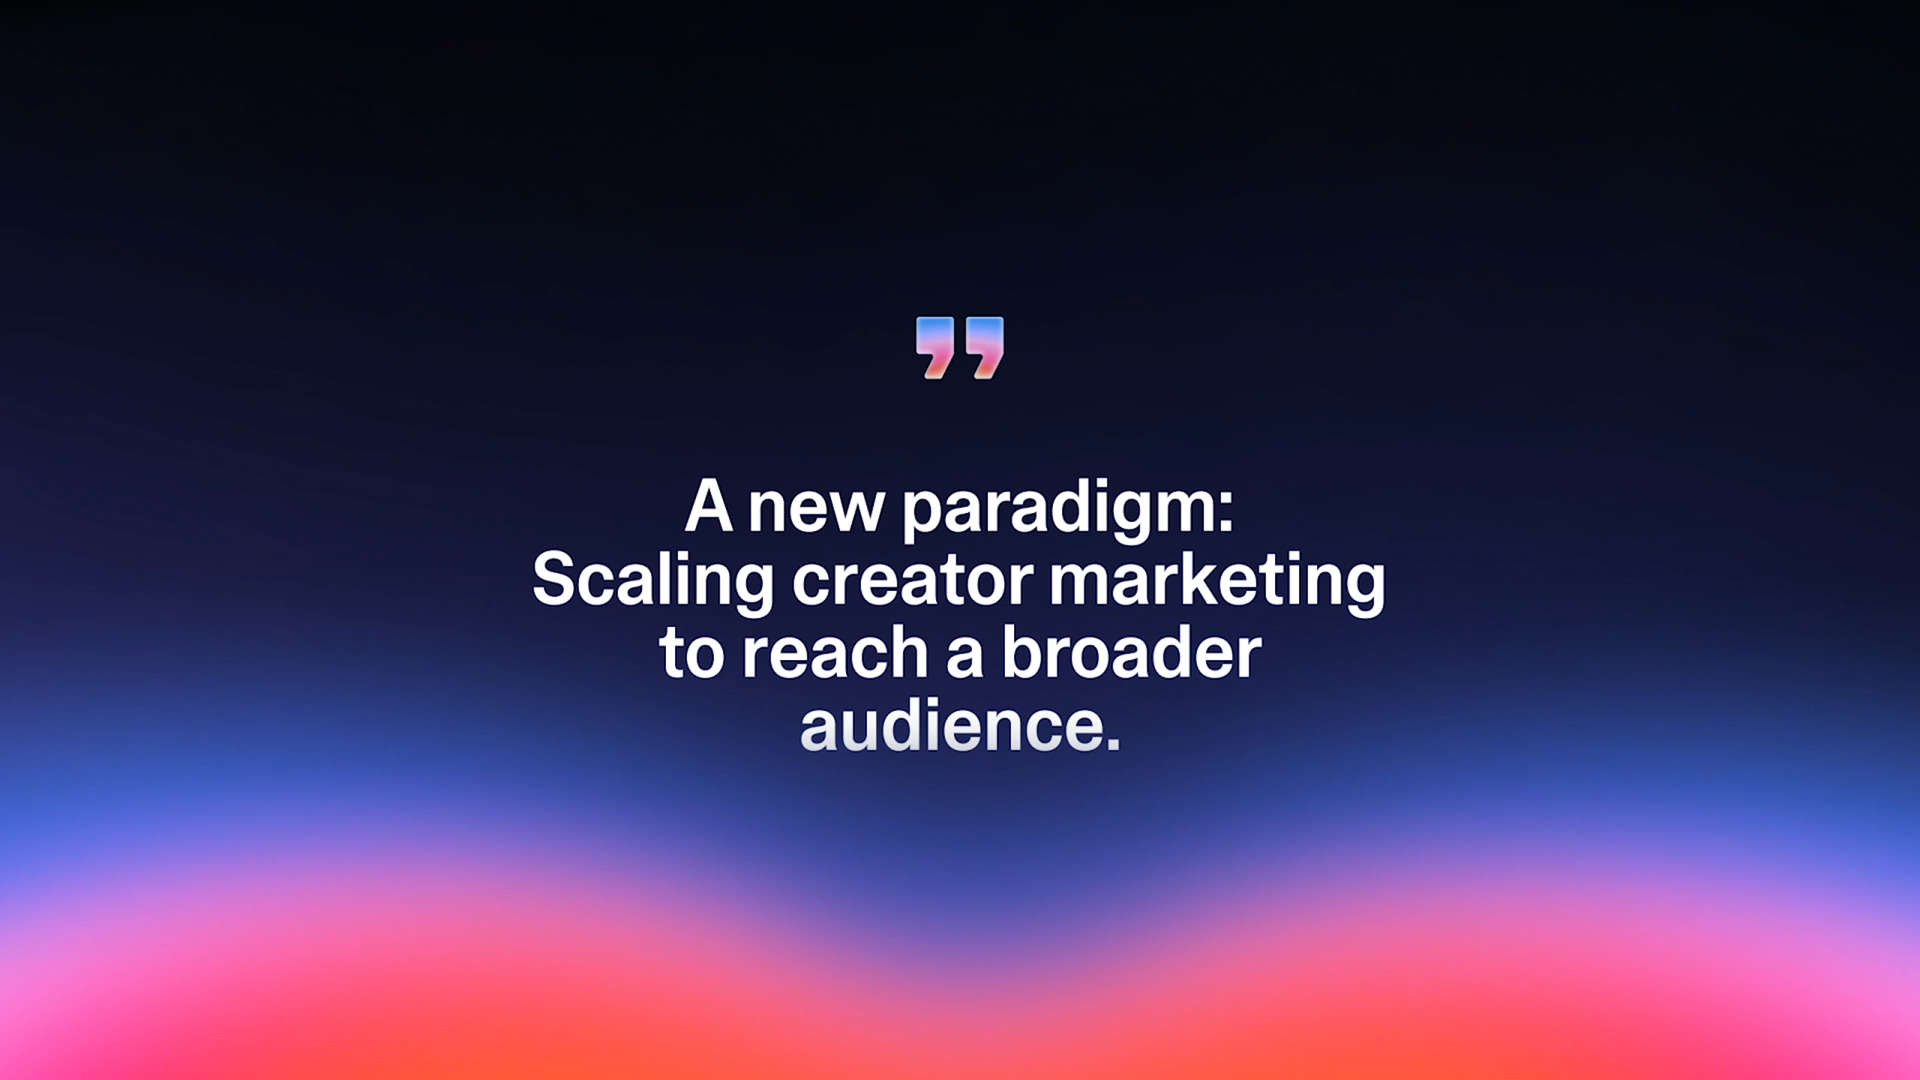 ”
A new paradigm:
Scaling creator marketing
to reach a broader
audience.